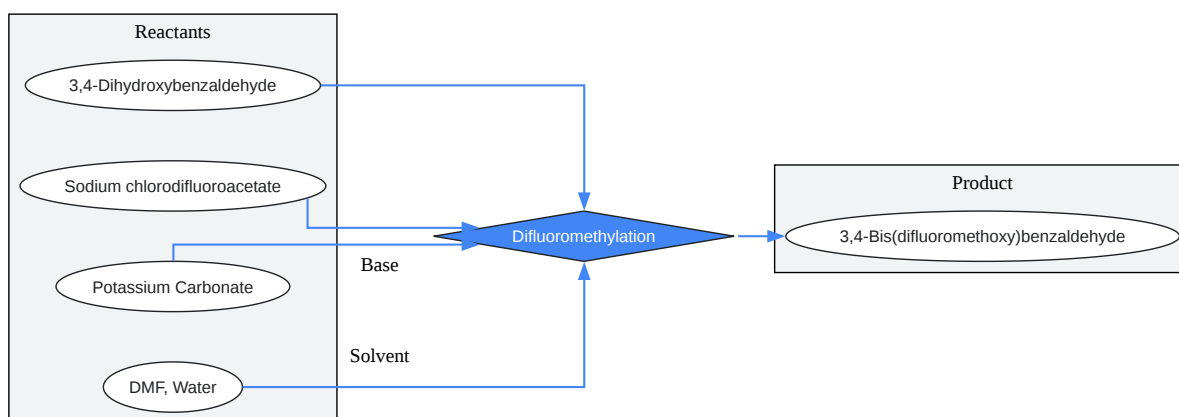 Reactants
3,4-Dihydroxybenzaldehyde
Sodium chlorodifluoroacetate
Product
Difluoromethylation
3,4-Bis(difluoromethoxy)benzaldehyde
Base
Potassium Carbonate
Solvent
DMF, Water